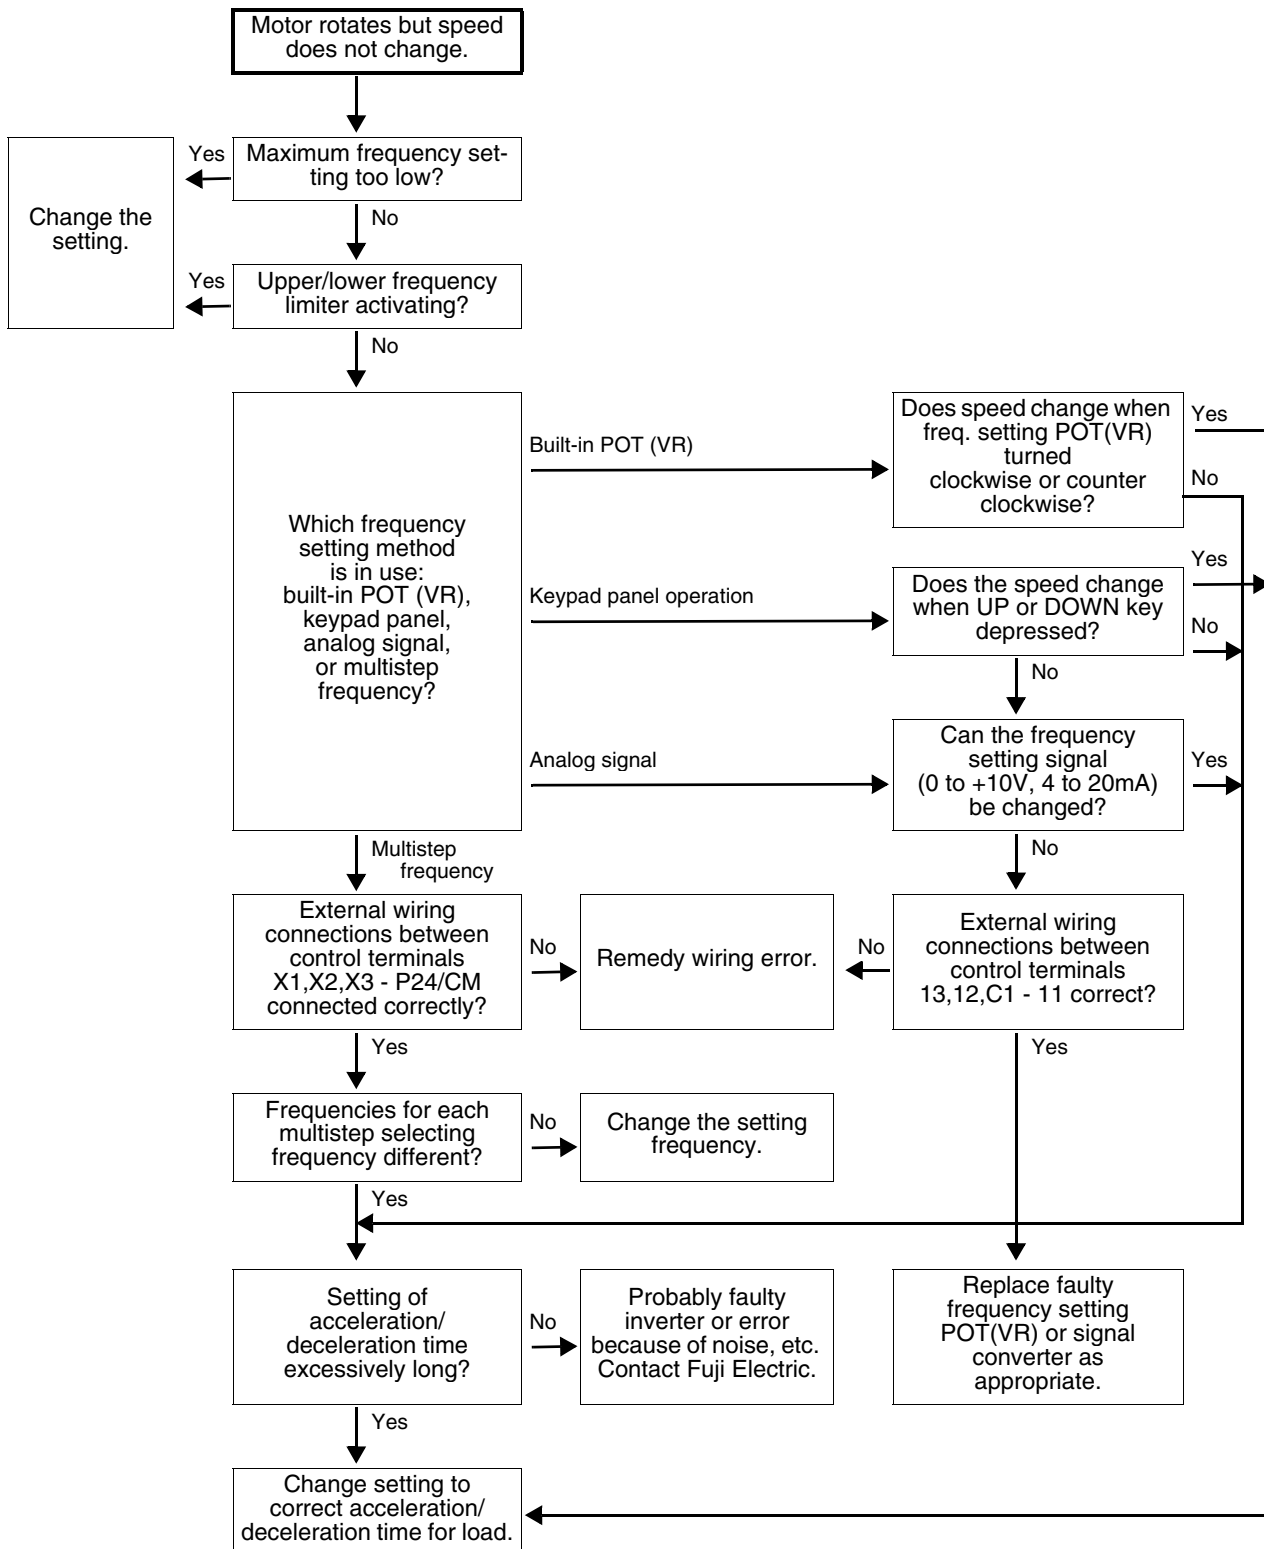 Motor rotates but speed
does not change.
Yes
Maximum frequency set-
ting too low?
Change the
setting.
No
Yes
Upper/lower frequency
limiter activating?
No
Which frequency
setting method
is in use:
built-in POT (VR),
keypad panel,
analog signal,
or multistep
frequency?
Built-in POT (VR)
Does speed change when
freq. setting POT(VR)
turned
clockwise or counter
clockwise?
Yes
No
Keypad panel operation
Does the speed change
when UP or DOWN key
depressed?
Yes
No
No
Analog signal
Can the frequency
setting signal
(0 to +10V, 4 to 20mA)
be changed?
Yes
No
Multistep
frequency
External wiring
connections between
control terminals
X1,X2,X3 - P24/CM
connected correctly?
No
Remedy wiring error.
No
External wiring
connections between
control terminals
13,12,C1 - 11 correct?
Yes
Yes
Frequencies for each
multistep selecting
frequency different?
No
Change the setting
frequency.
Yes
Setting of
acceleration/
deceleration time
excessively long?
No
Probably faulty
inverter or error
because of noise, etc.
Contact Fuji Electric.
Replace faulty
frequency setting
POT(VR) or signal
converter as
appropriate.
Yes
Change setting to
correct acceleration/
deceleration time for load.